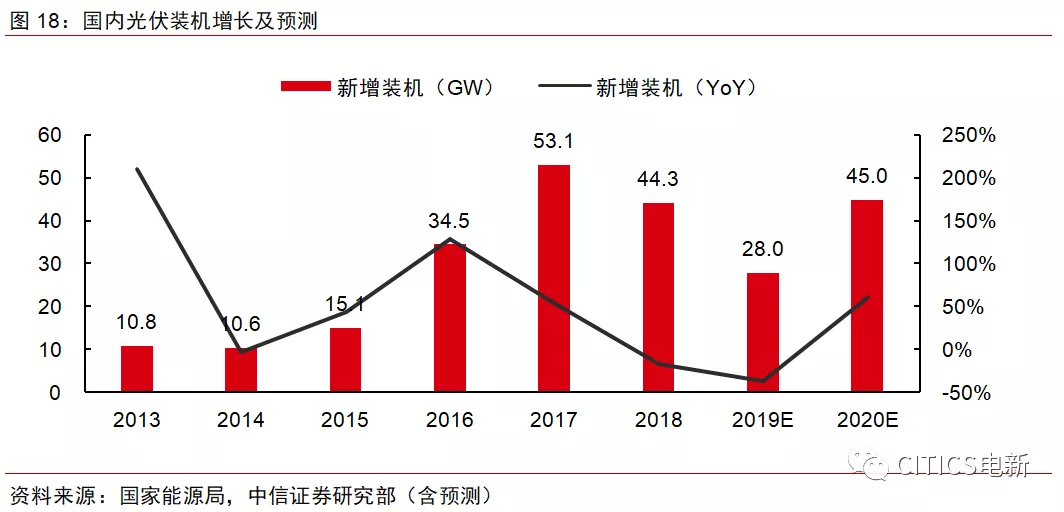 图 18：国内光伏装机增长及预测
新增装机（GW） 新增装机（YoY）
60 250%
50 200%
40 150%
30 100%
20 50%
10 0%
0 -50%
10.8 10.6 15.1 34.5 53.1 44.3 28.0 45.0
2013 2014 2015 2016 2017 2018 2019E 2020E
CITICS电新
资料来源：国家能源局，中信证券研究部（含预测）